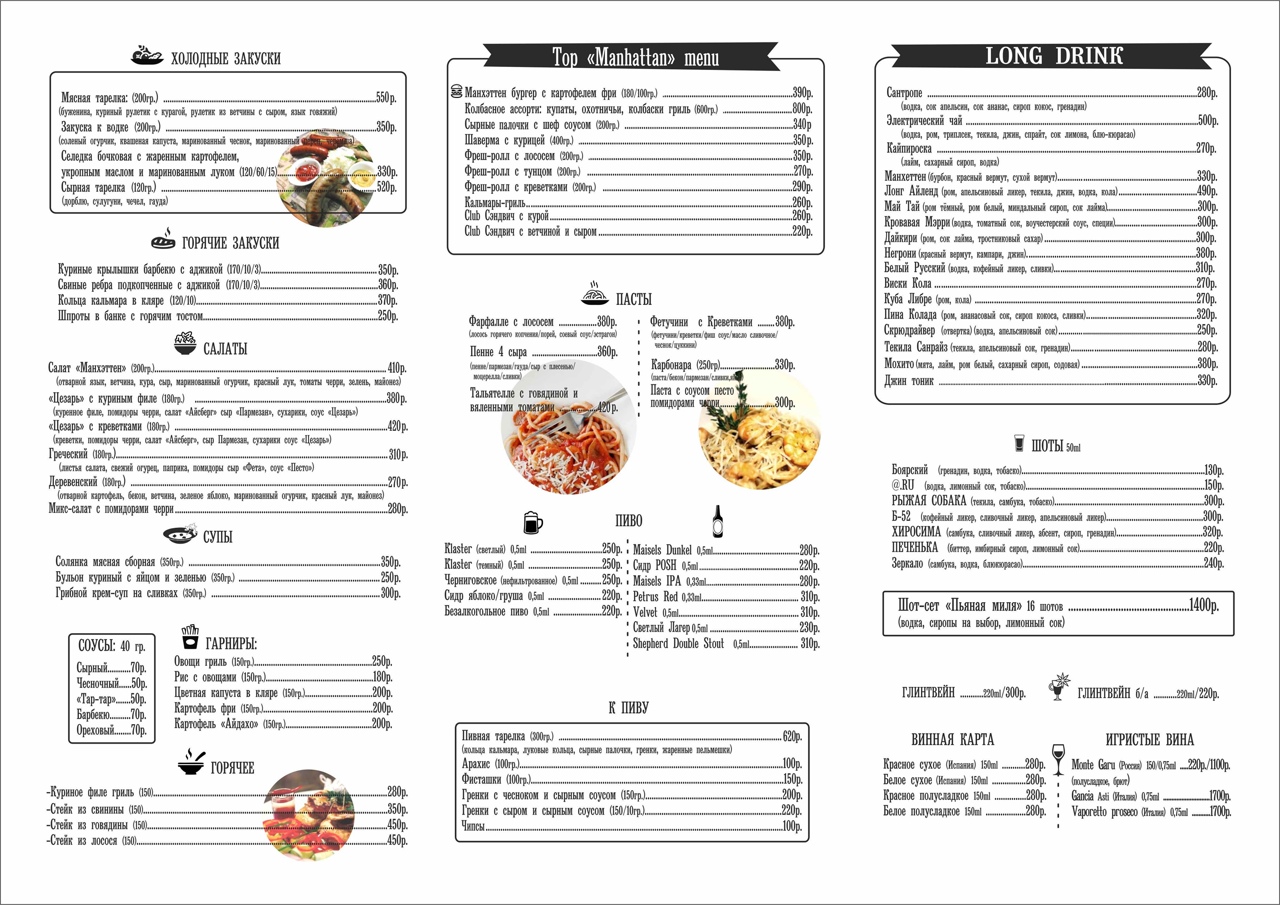 ХОЛОДНЫЕ ЗАКУСКИ
Мясная тарелка: (200гр.) 550р.
(буженина, куриный рулетик с курагой, рулетик из ветчины с сыром, язык говяжий)
Закуска к водке (200гр.) 350р.
(соленый огурчик, квашеная капуста, маринованный чеснок, маринованный
Селедка бочковая с жаренным картофелем,
укропным маслом и маринованным луком (120/60/15) 330р.
Сырная тарелка (120гр.) 520р.
(дорблю, сулугуни, чечел, гауда)
ГОРЯЧИЕ ЗАКУСКИ
Куриные крылышки барбекю с аджикой (170/10/3) 350р.
Свиные ребра подкопченные с аджикой (170/10/3) 360р.
Кольца кальмара в кляре (120/10) 370р.
Шпроты в банке с горячим тостом 250р.
САЛАТЫ
Салат «Манхэттен» (200гр.) 410р.
(отварной язык, ветчина, кура, сыр, маринованный огурчик, красный лук, томаты черри, зелень, майонез)
«Цезарь» с куриным филе (180гр.) 380р.
(куренное филе, помидоры черри, салат «Айсберг» сыр «Пармезан», сухарики, соус «Цезарь»)
«Цезарь» с креветками (180гр.) 420р.
(креветки, помидоры черри, салат «Айсберг», сыр Пармезан, сухарики соус «Цезарь»)
Греческий (180гр.) 310р.
(листья салата, свежий огурец, паприка, помидоры сыр «Фета», соус «Песто»)
Деревенский (180гр.) 270р.
(отварной картофель, бекон, ветчина, зеленое яблоко, маринованный огурчик, красный лук, майонез)
Микс-салат с помидорами черри 280р.
СУПЫ
Солянка мясная сборная (350гр.) 350р.
Бульон куриный с яйцом и зеленью (350гр.) 250р.
Грибной крем-суп на сливках (350гр.) 300р.
СОУСЫ: 40 гр.
Сырный 70р.
Чесночный 50р.
«Тар-тар» 50р.
Барбекю 70р.
Ореховый 70р.
ГАРНИРЫ:
Овощи гриль (150гр.) 250р.
Рис с овощами (150гр.) 180р.
Цветная капуста в кляре (150гр.) 200р.
Картофель фри (150гр.) 200р.
Картофель «Айдахо» (150гр.) 200р.
ГОРЯЧЕЕ
-Куриное филе гриль (150) 280р.
-Стейк из свинины (150) 350р.
-Стейк из говядины (150) 450р.
-Стейк из лосося (150) 450р.
Top «Manhattan» menu
Манхэттен бургер с картофелем фри (180/100гр.) 390р.
Колбасное ассорти: купаты, охотничьи, колбаски гриль (600гр.) 800р.
Сырные палочки с шеф соусом (200гр.) 340р
Шаверма с курицей (400гр.) 350р.
Фреш-ролл с лососем (200гр.) 350р.
Фреш-ролл с тунцом (200гр.) 270р.
Фреш-ролл с креветками (200гр.) 290р.
Кальмары-гриль 260р.
Club Сэндвич с курой 260р.
Club Сэндвич с ветчиной и сыром 220р.
ПАСТЫ
Фарфалле с лососем 380р.
(лосось горячего копчения/порей, соевый соус/эстрагон)
Пенне 4 сыра 360р.
(пенне/пармезан/гауда/сыр с плесенью/
моцерелла/сливки)
Тальятелле с говядиной и
вяленными томатами 420р.
Фетучини с Креветками 380р.
(фетучини/креветки/фиш соус/масло сливочное/
чеснок/цуккини)
Карбонара (250гр) 330р.
(паста/бекон/пармезан/сливки/
Паста с соусом песто
помидорами черри 300р.
ПИВО
Klaster (светлый) 0,5ml 250р.
Klaster (темный) 0,5ml 250р.
Черниговское (нефильтрованное) 0,5ml 250р.
Сидр яблоко/груша 0,5ml 220р.
Безалкогольное пиво 0,5ml 220р.
Maisels Dunkel 0,5ml 280р.
Сидр POSH 0,5ml 220р.
Maisels IPA 0,33ml 280р.
Petrus Red 0,33ml 310р.
Velvet 0,5ml 310р.
Светлый Лагер 0,5ml 230р.
Shepherd Double Stout 0,5ml 310р.
К ПИВУ
Пивная тарелка (300гр.) 620р.
(кольца кальмара, луковые кольца, сырные палочки, гренки, жаренные пельмешки)
Арахис (100гр.) 100р.
Фисташки (100гр.) 150р.
Гренки с чесноком и сырным соусом (150гр.) 200р.
Гренки с сыром и сырным соусом (150/10гр.) 220р.
Чипсы 100р.
LONG DRINK
Сантропе 280р.
(водка, сок апельсин, сок ананас, сироп кокос, гренадин)
Электрический чай 500р.
(водка, ром, триплсек, текила, джин, спрайт, сок лимона, блю-кюрасао)
Кайпироска 270р.
(лайм, сахарный сироп, водка)
Манхеттен (бурбон, красный вермут, сухой вермут) 330р.
Лонг Айленд (ром, апельсиновый ликер, текила, джин, водка, кола) 490р.
Май Тай (ром тёмный, ром белый, миндальный сироп, сок лайма) 300р.
Кровавая Мэрри (водка, томатный сок, воучестерский соус, специи) 300р.
Дайкири (ром, сок лайма, тростниковый сахар) 300р.
Негрони (красный вермут, кампари, джин) 380р.
Белый Русский (водка, кофейный ликер, сливки) 310р.
Виски Кола 270р.
Куба Либре (ром, кола) 270р.
Пина Колада (ром, ананасовый сок, сироп кокоса, сливки) 320р.
Скрюдрайвер (отвертка) (водка, апельсиновый сок) 250р.
Текила Санрайз (текила, апельсиновый сок, гренадин) 280р.
Мохито (мята, лайм, ром белый, сахарный сироп, содовая) 380р.
Джин тоник 330р.
ШОТЫ 50ml
Боярский (гренадин, водка, тобаско) 130р.
@.RU (водка, лимонный сок, тобаско) 150р.
РЫЖАЯ СОБАКА (текила, самбука, тобаско) 300р.
Б-52 (кофейный ликер, сливочный ликер, апельсиновый ликер) 300р.
ХИРОСИМА (самбука, сливочный ликер, абсент, сироп, гренадин) 320р.
ПЕЧЕНЬКА (биттер, имбирный сироп, лимонный сок) 220р.
Зеркало (самбука, водка, блюкюрасао) 240р.
Шот-сет «Пьяная миля» 16 шотов 1400р.
(водка, сиропы на выбор, лимонный сок)
ГЛИНТВЕЙН 220ml/300р.
ГЛИНТВЕЙН б/а 220ml/220р.
ВИННАЯ КАРТА
Красное сухое (Испания) 150ml 280р.
Белое сухое (Испания) 150ml 280р.
Красное полусладкое 150ml 280р.
Белое полусладкое 150ml 280р.
ИГРИСТЫЕ ВИНА
Monte Garu (Россия) 150/0,75ml 220р./1100р.
(полусладкое, брют)
Gancia Asti (Италия) 0,75ml 1700р.
Vaporetto proseco (Италия) 0,75ml 1700р.